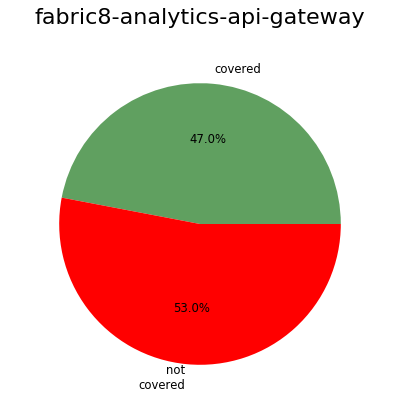 fabric8-analytics-api-gateway
covered
47.0%
53.0%
not
covered